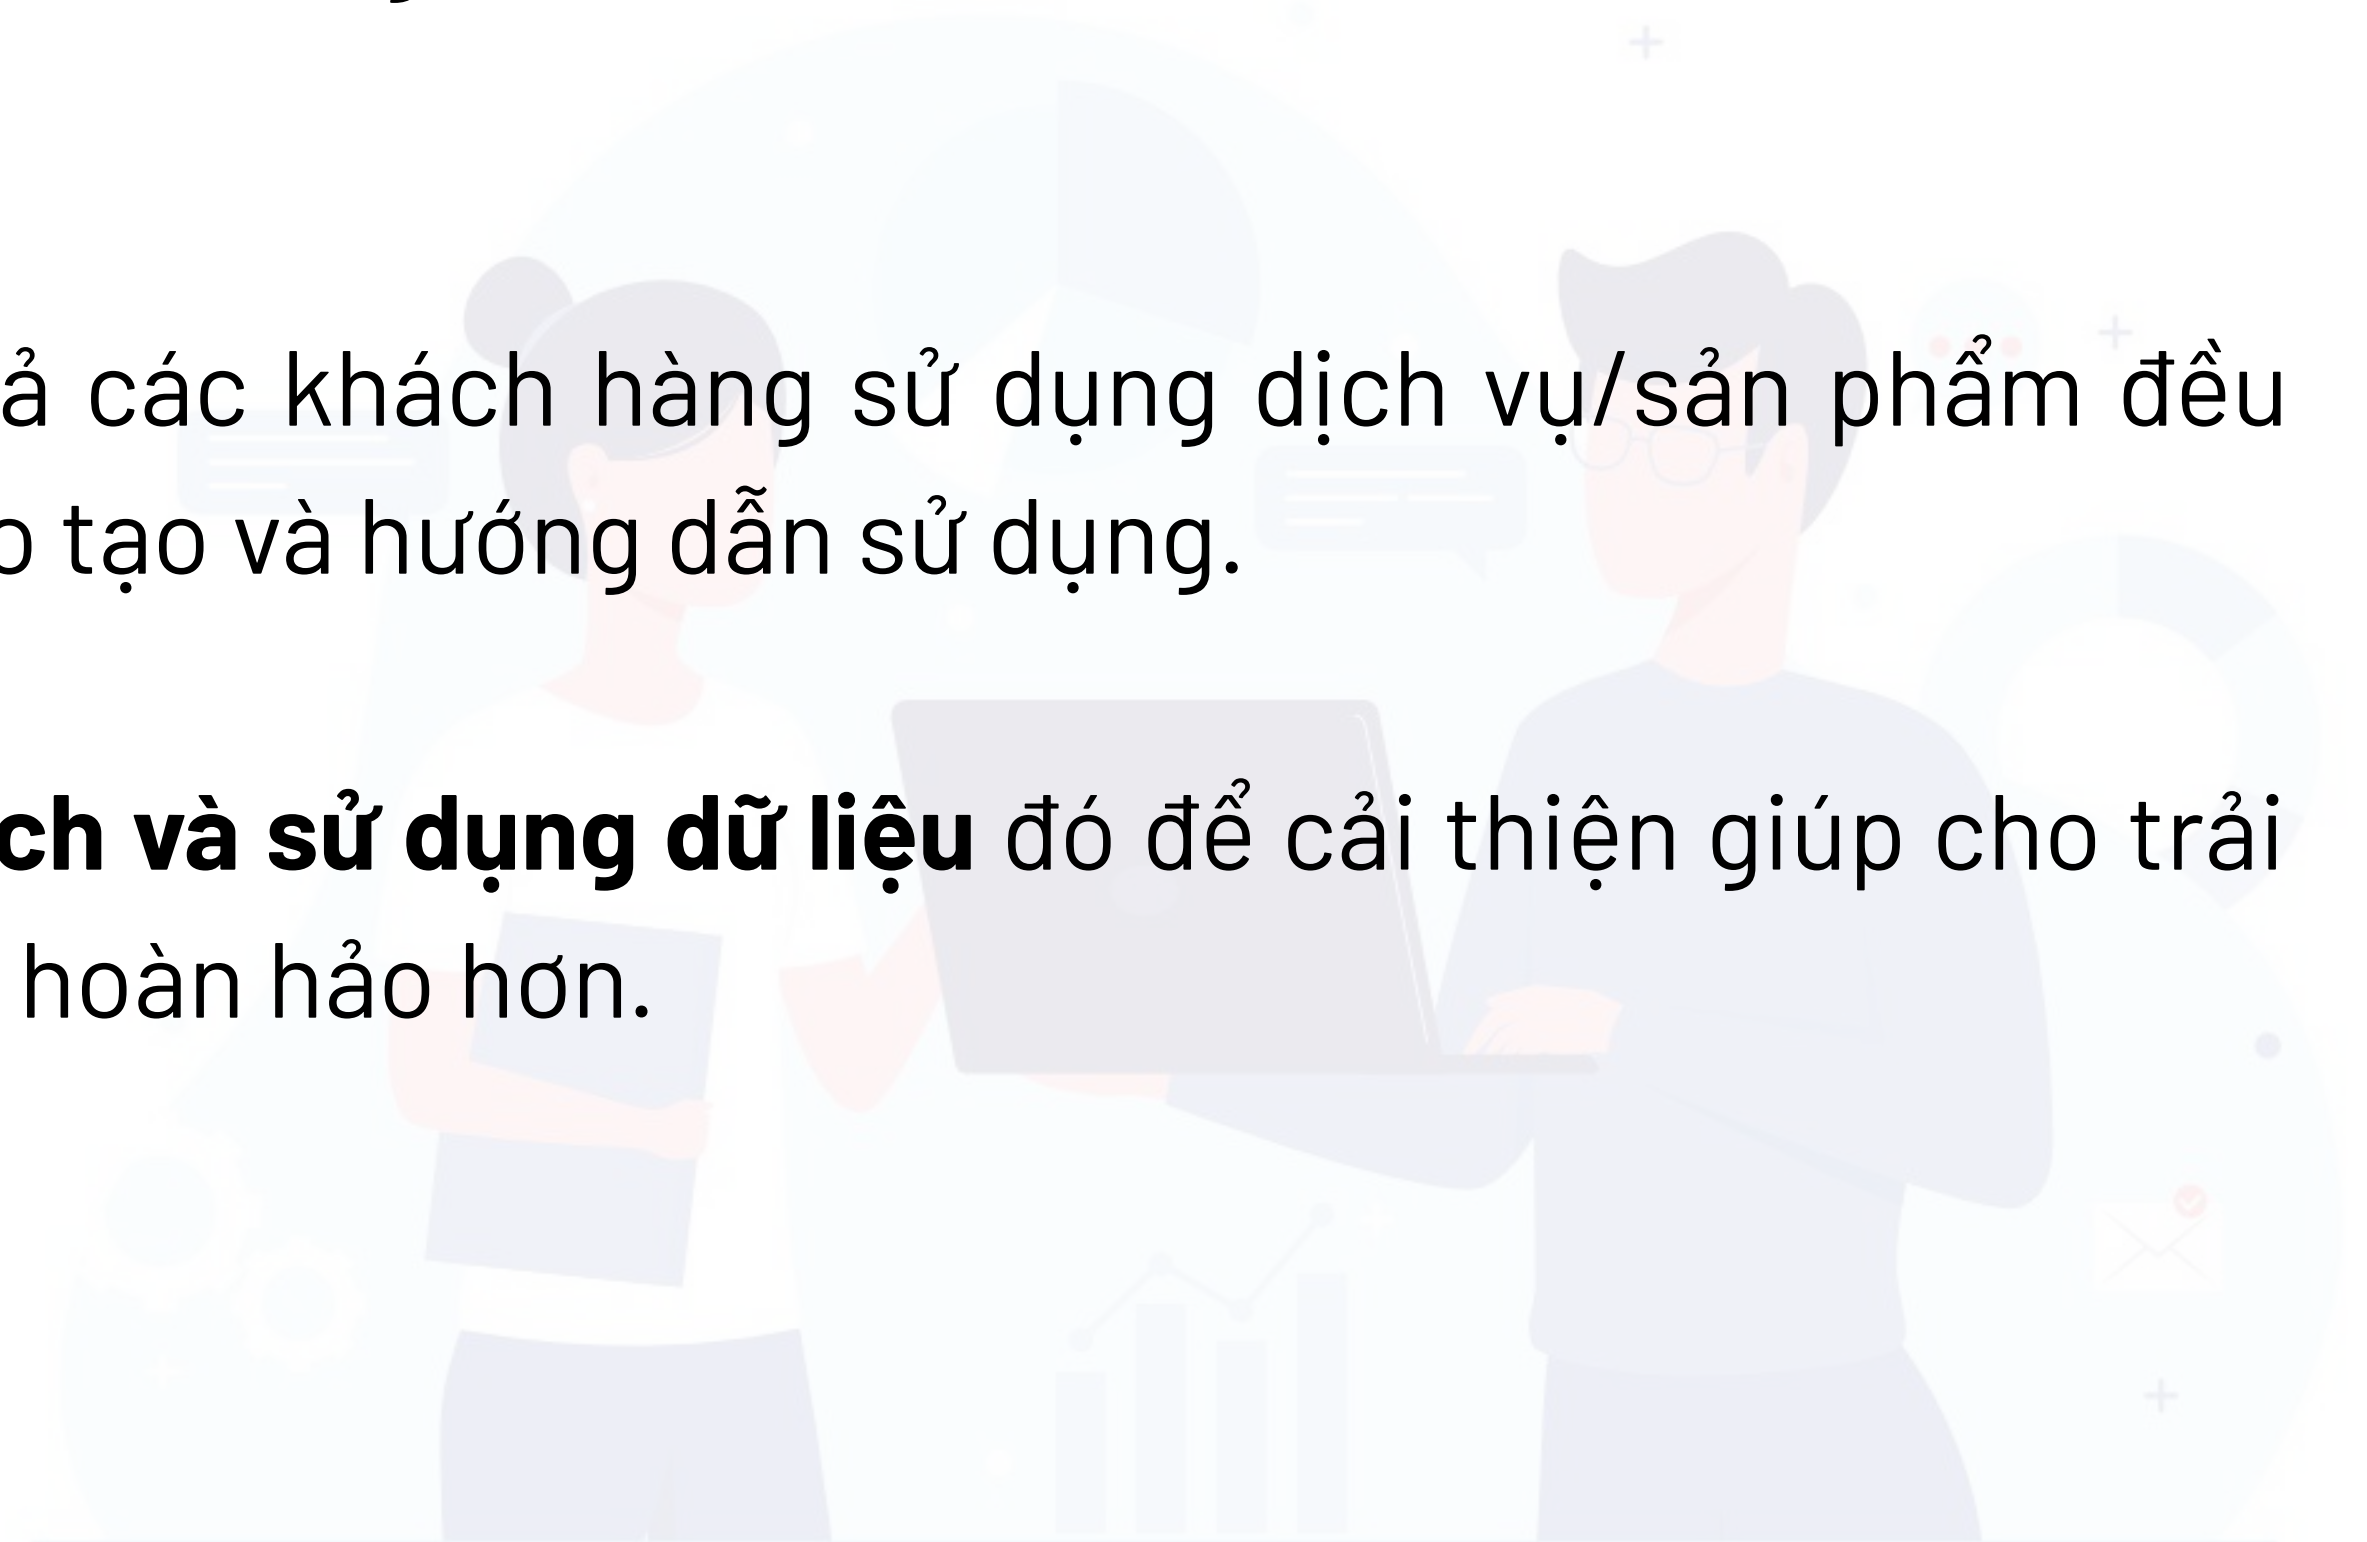 các khách hàng sử dụng dịch vụ/sản phẩm đều
tạo và hướng dẫn sử dụng.
và sử dụng dữ liệu đó để cải thiện giúp cho trải
hoàn hảo hơn.